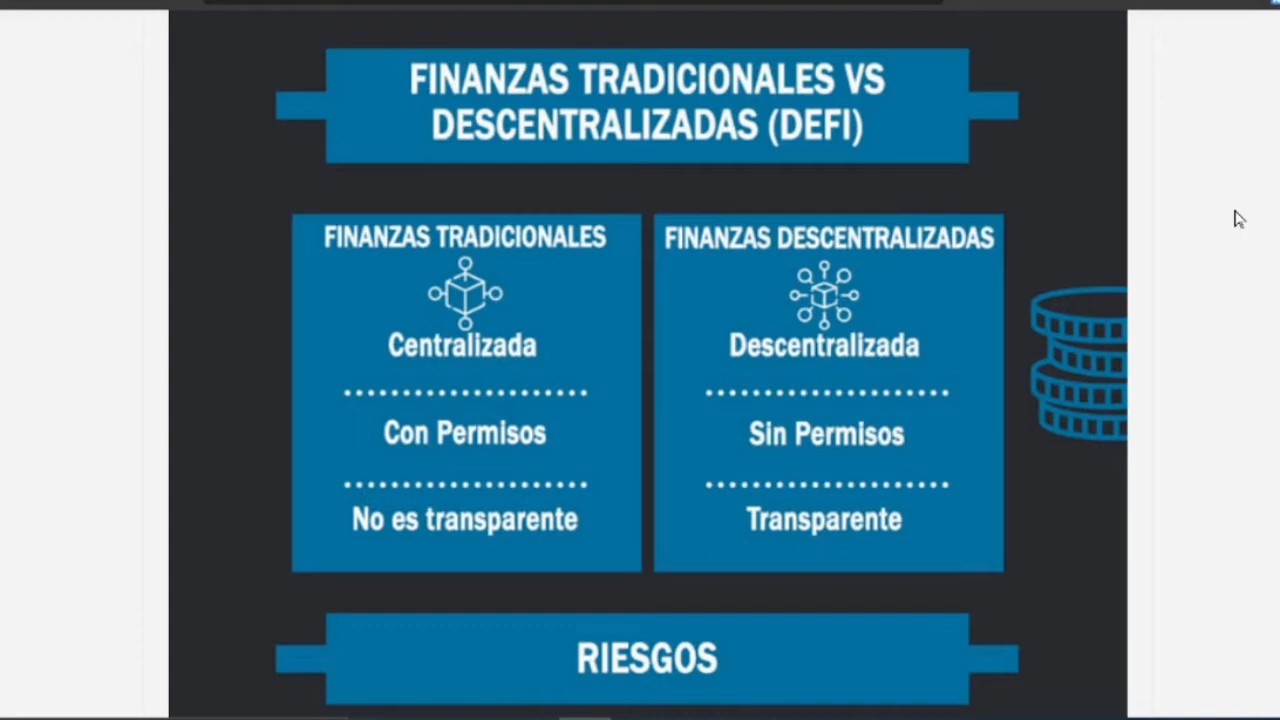 FINANZAS TRADICIONALES VS
DESCENTRALIZADAS (DEFI)
FINANZAS TRADICIONALES
Centralizada
Con Permisos
No es transparente
FINANZAS DESCENTRALIZADAS
Descentralizada
Sin Permisos
Transparente
RIESGOS